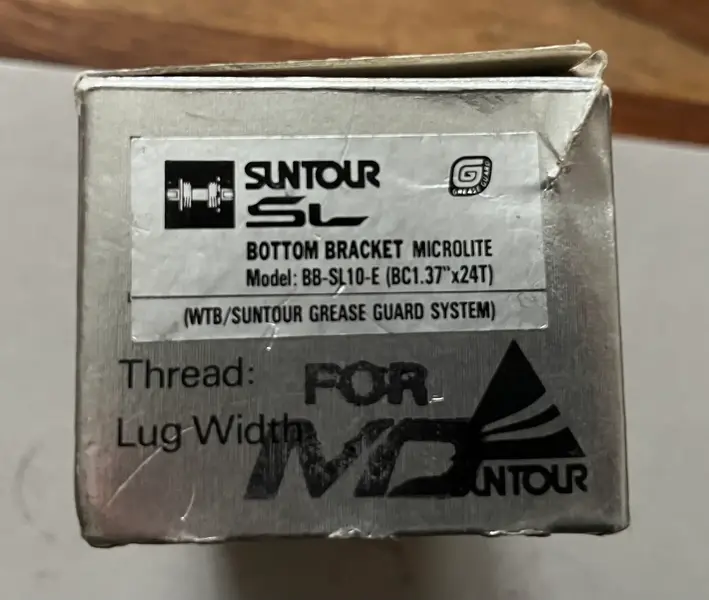 SUNTOUR
SL
G
GREASE GUARD
BOTTOM BRACKET MICROLITE
Model: BB-SL10-E (BC1.37"x24T)
(WTB/SUNTOUR GREASE GUARD SYSTEM)
Thread:
FOR
Lug Width
MD
SUNTOUR